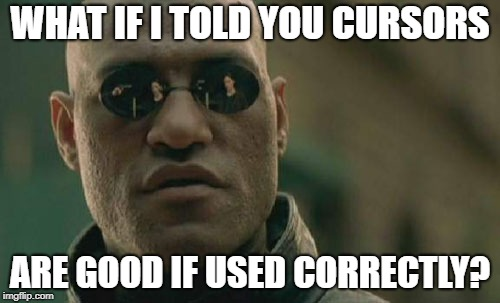 WHAT IF I TOLD YOU CURSORS
ARE GOOD IF USED CORRECTLY?
imgflip.com